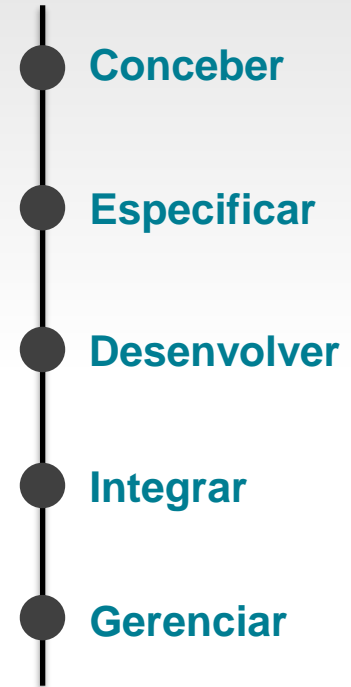 Conceber
Especificar
Desenvolver
Integrar
Gerenciar